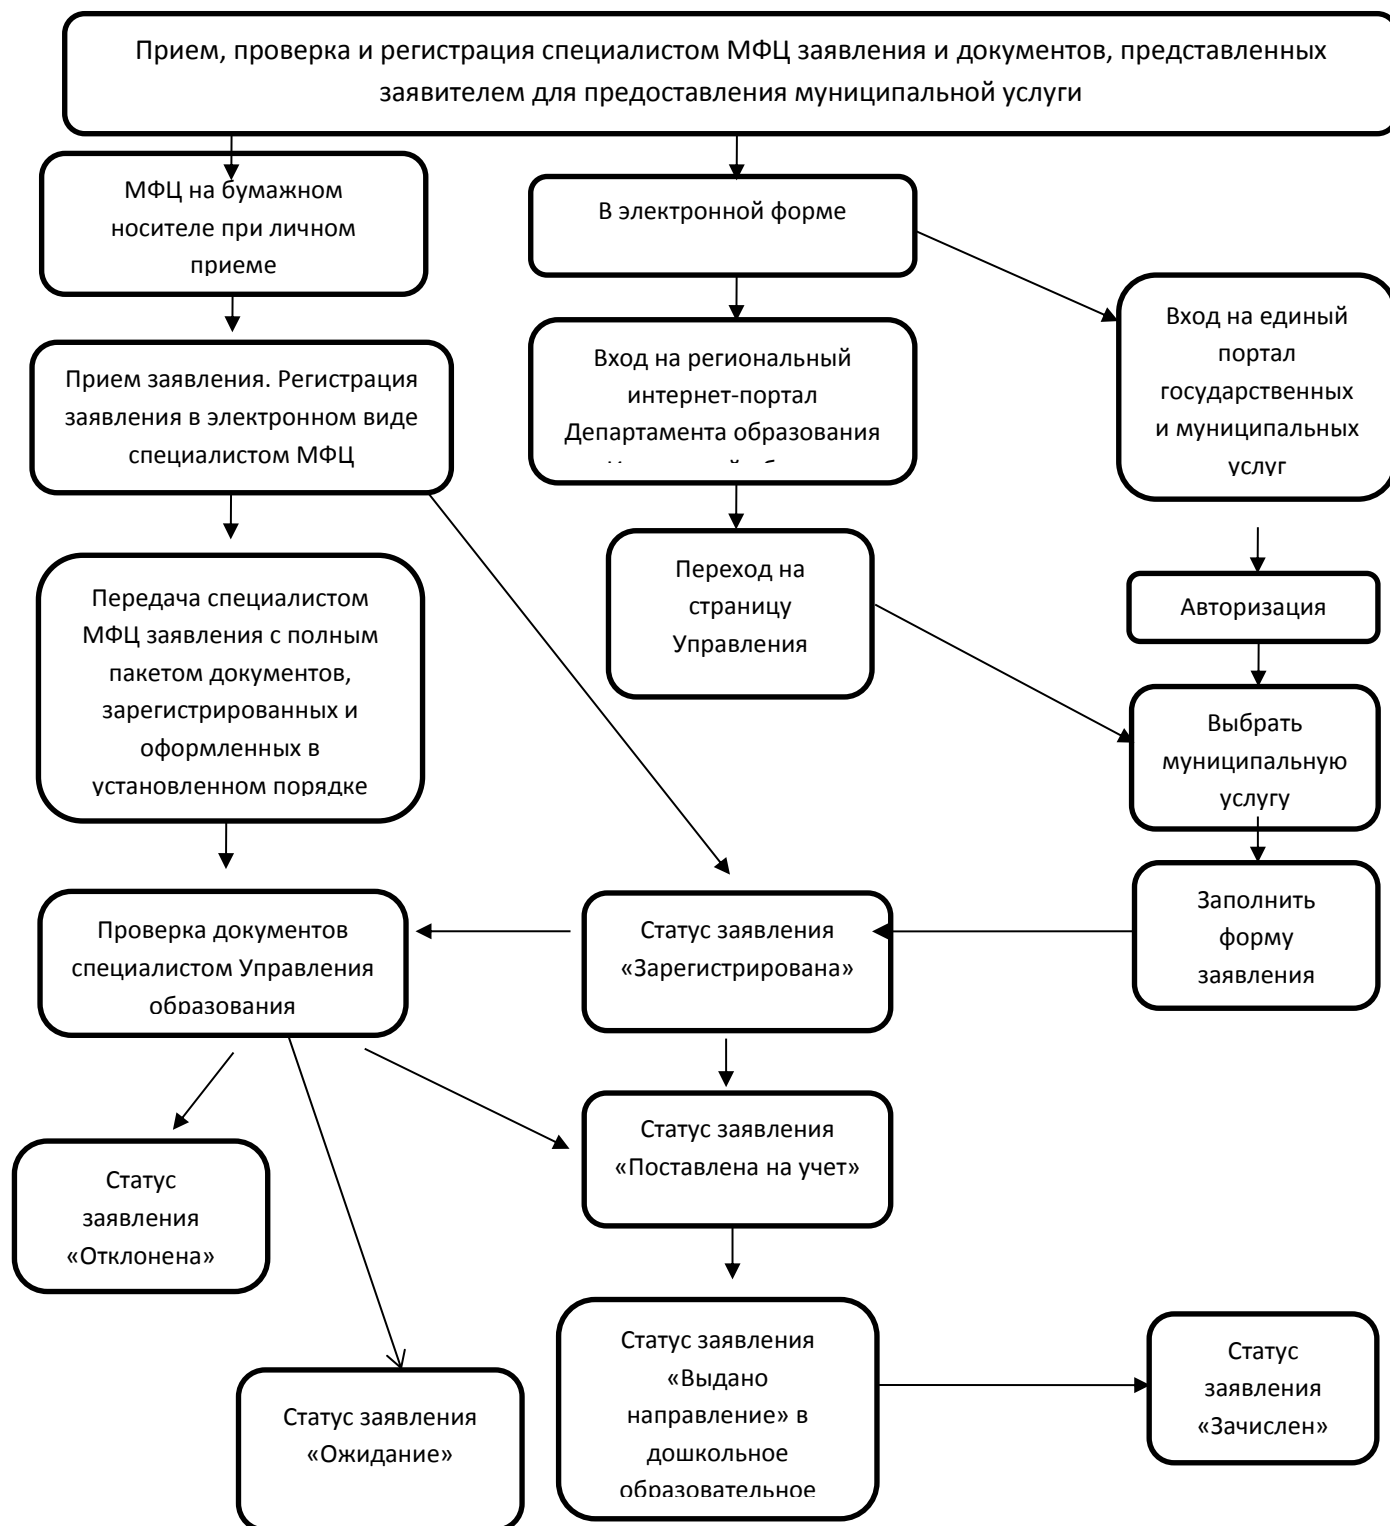 Прием, проверка и регистрация специалистом МФЦ заявления и документов, представленных
заявителем для предоставления муниципальной услуги
МФЦ на бумажном
носителе при личном
приеме
В электронной форме
Вход на единый
портал
государственных
и муниципальных
услуг
Прием заявления. Регистрация
заявления в электронном виде
специалистом МФЦ
Вход на региональный
интернет-портал
Департамента образования
Передача специалистом
МФЦ заявления с полным
пакетом документов,
зарегистрированных и
оформленных в
установленном порядке
Переход на
страницу
Управления
Авторизация
Выбрать
муниципальную
услугу
Проверка документов
специалистом Управления
образования
Статус заявления
«Зарегистрирована»
Заполнить
форму
заявления
Статус заявления
«Поставлена на учет»
Статус
заявления
«Отклонена»
Статус заявления
«Ожидание»
Статус заявления
«Выдано
направление» в
дошкольное
образовательное
Статус
заявления
«Зачислен»